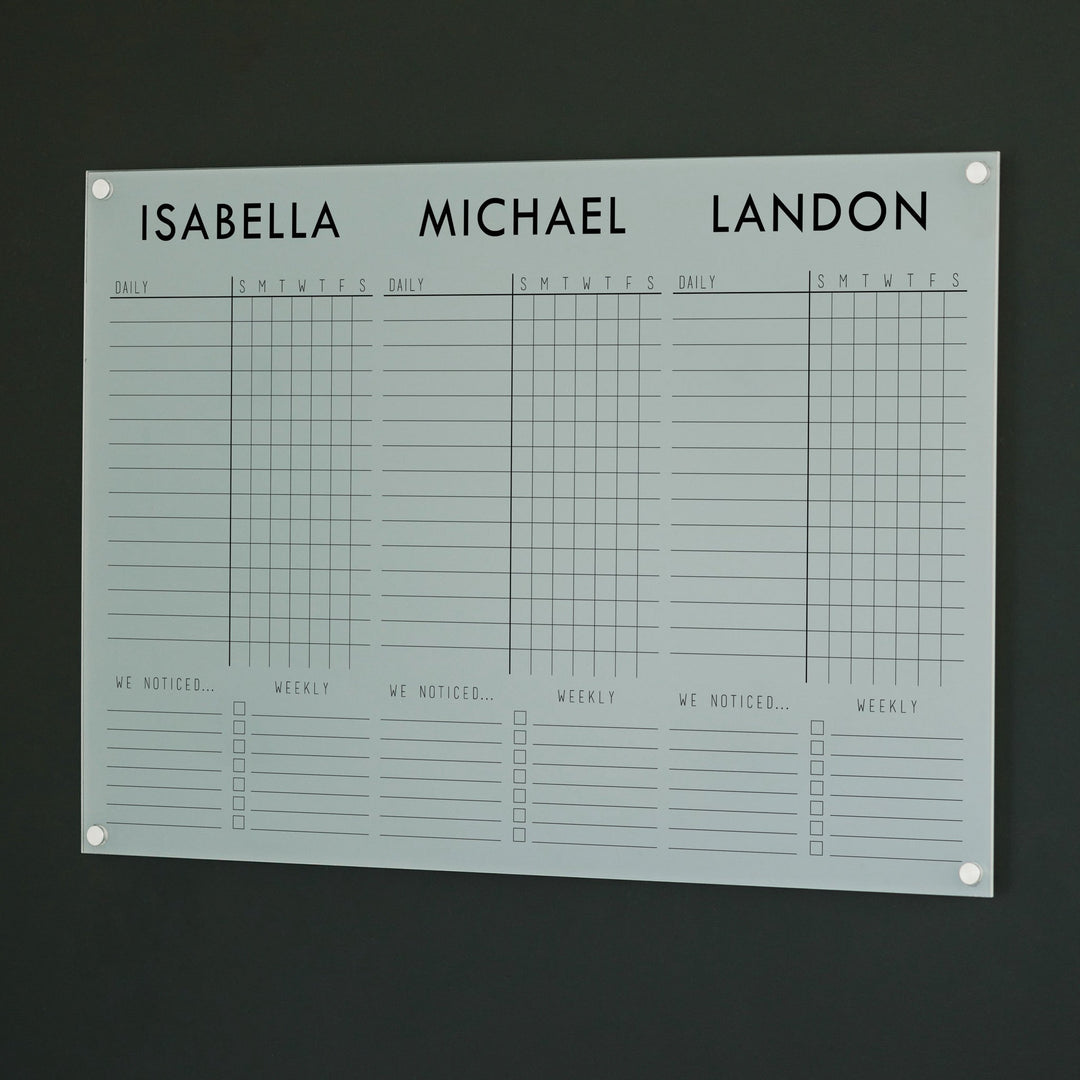 ISABELLA MICHAEL LANDON
DAILY S M T W T F S DAILY S M T W T F S DAILY S M T W T F S
WE NOTICED... WEEKLY WE NOTICED... WEEKLY WE NOTICED... WEEKLY